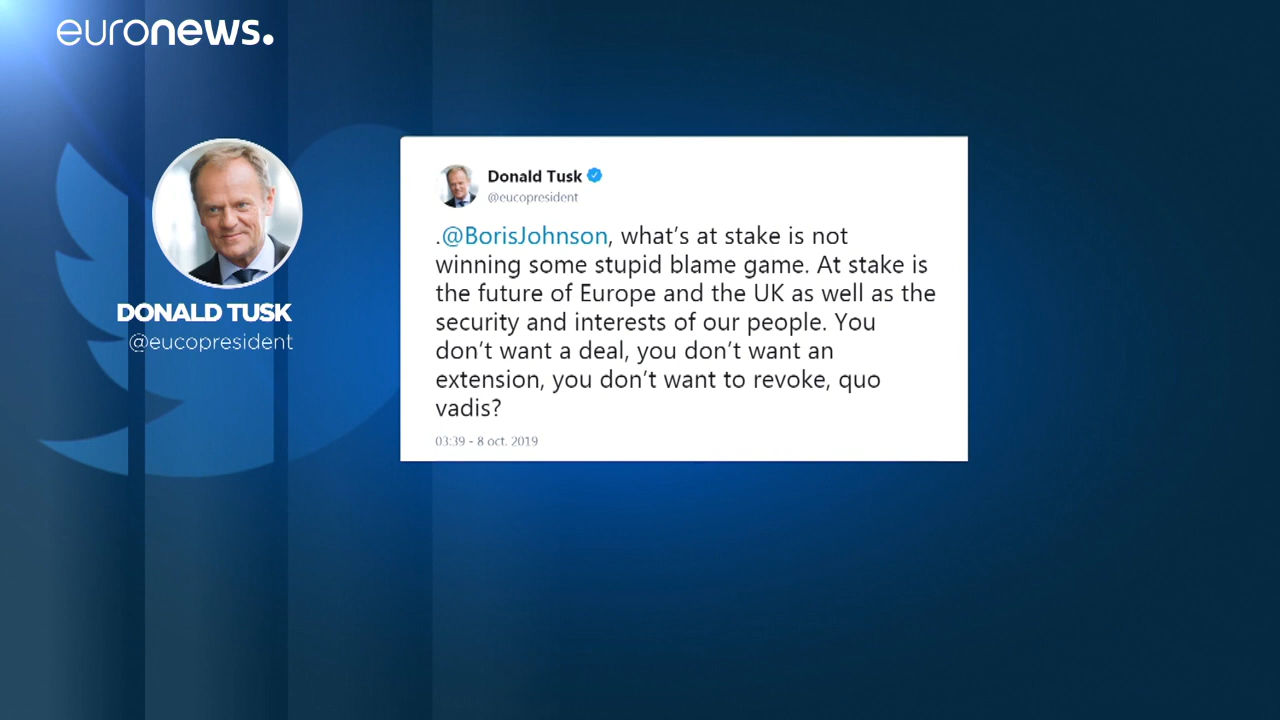 euronews.
DONALD TUSK
@eucopresident
Donald Tusk
@eucopresident
.@BorisJohnson, what's at stake is not
winning some stupid blame game. At stake is
the future of Europe and the UK as well as the
security and interests of our people. You
don't want a deal, you don't want an
extension, you don't want to revoke, quo
vadis?
03:39 - 8 oct. 2019